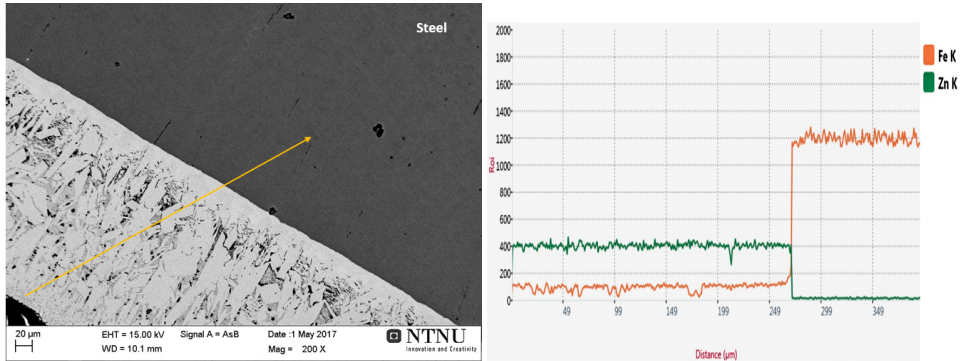 Steel
20 µm
EHT = 15.00 kV
Signal A = AsB
Date :1 May 2017
WD = 10.1 mm
Mag = 200 X
NTNU
Innovation and Creativity
2000
1800
1600
1400
1200
1000
800
600
400
200
0
Roi
49
99
149
199
249
299
349
Distance (µm)
Fe K
Zn K